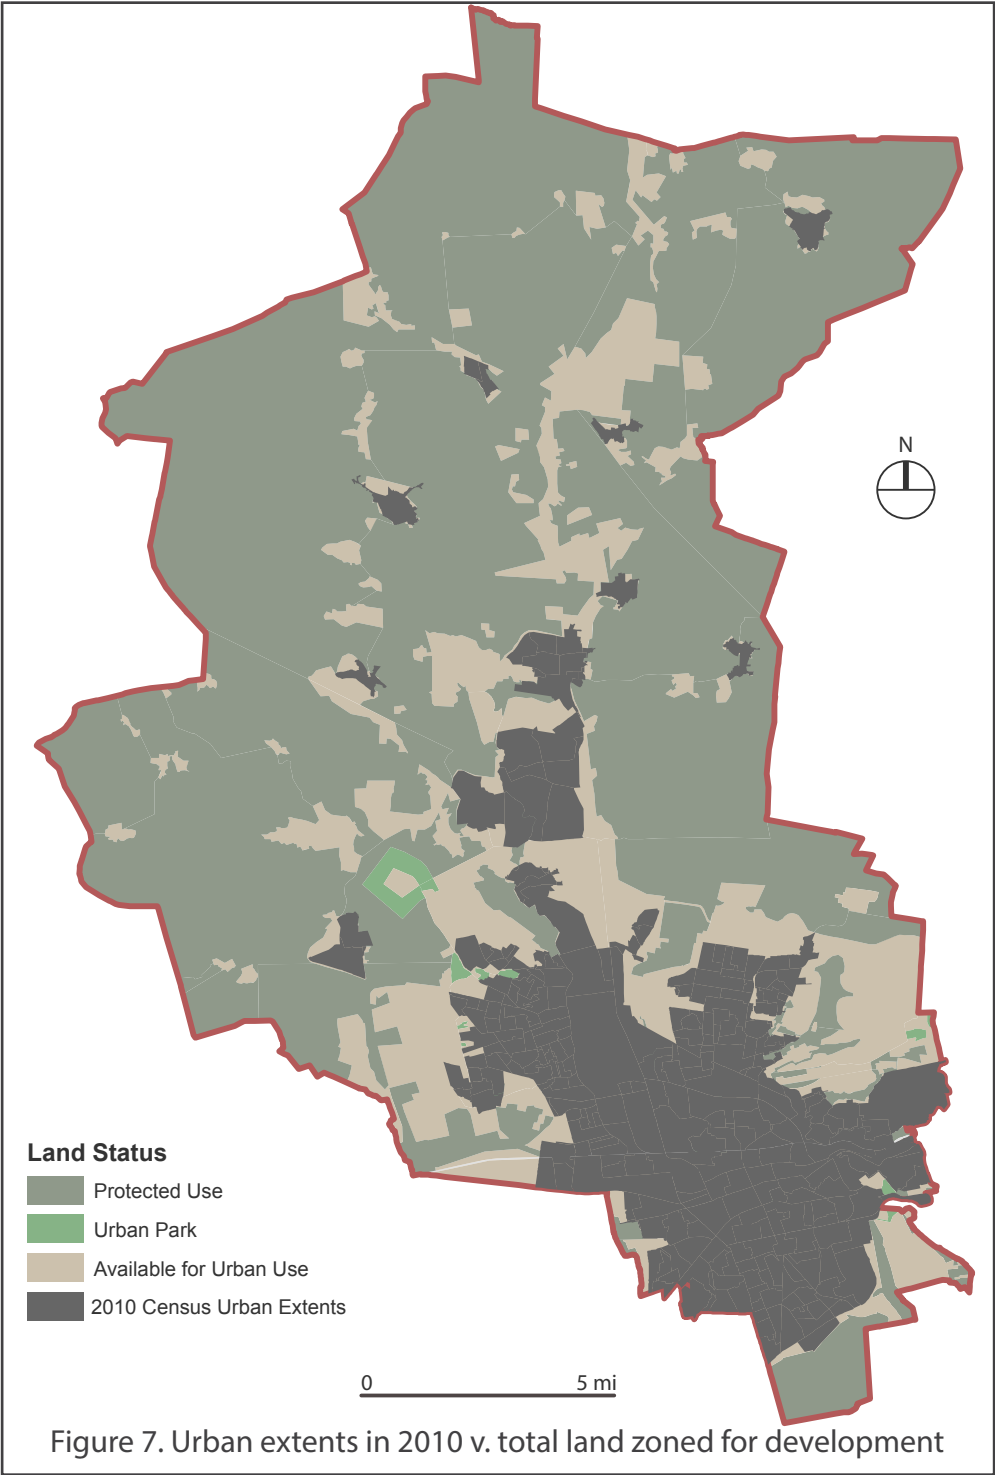 N
Land Status
Protected Use
Urban Park
Available for Urban Use
2010 Census Urban Extents
0 5 mi
Figure 7. Urban extents in 2010 v. total land zoned for development